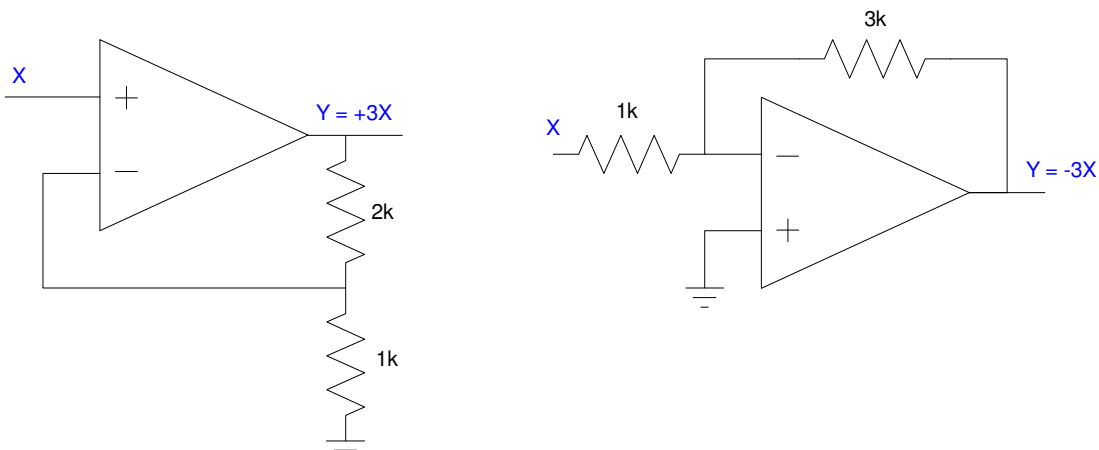 X
+
−
Y = +3X
2k
1k
3k
1k
X
−
+
Y = -3X